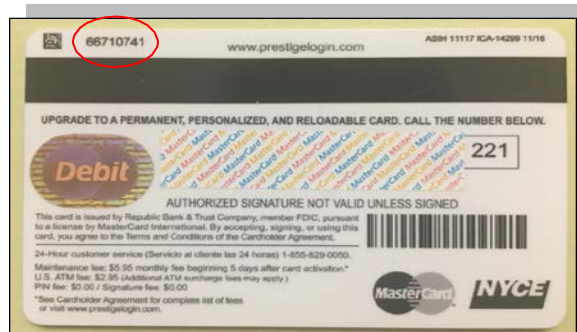 66710741
www.prestigelogin.com
ASIH 11117 ICA-14299 11/16
UPGRADE TO A PERMANENT, PERSONALIZED, AND RELOADABLE CARD. CALL THE NUMBER BELOW.
Debit
221
AUTHORIZED SIGNATURE NOT VALID UNLESS SIGNED
This card is issued by Republic Bank & Trust Company, member FDIC, pursuant
to a license by MasterCard International. By accepting, signing, or using this
card, you agree to the Terms and Conditions of the Cardholder Agreement.
24-Hour customer service (Servicio al cliente las 24 horas) 1-855-829-0050.
Maintenance fee: $5.95 monthly fee beginning 5 days after card activation.*
U.S. ATM fee: $2.95 (Additional ATM surcharge fees may apply)
PIN fee: $0.00 / Signature fee: $0.00
*See Cardholder Agreement for complete list of fees
or visit www.prestigelogin.com.
MasterCard
NYCE